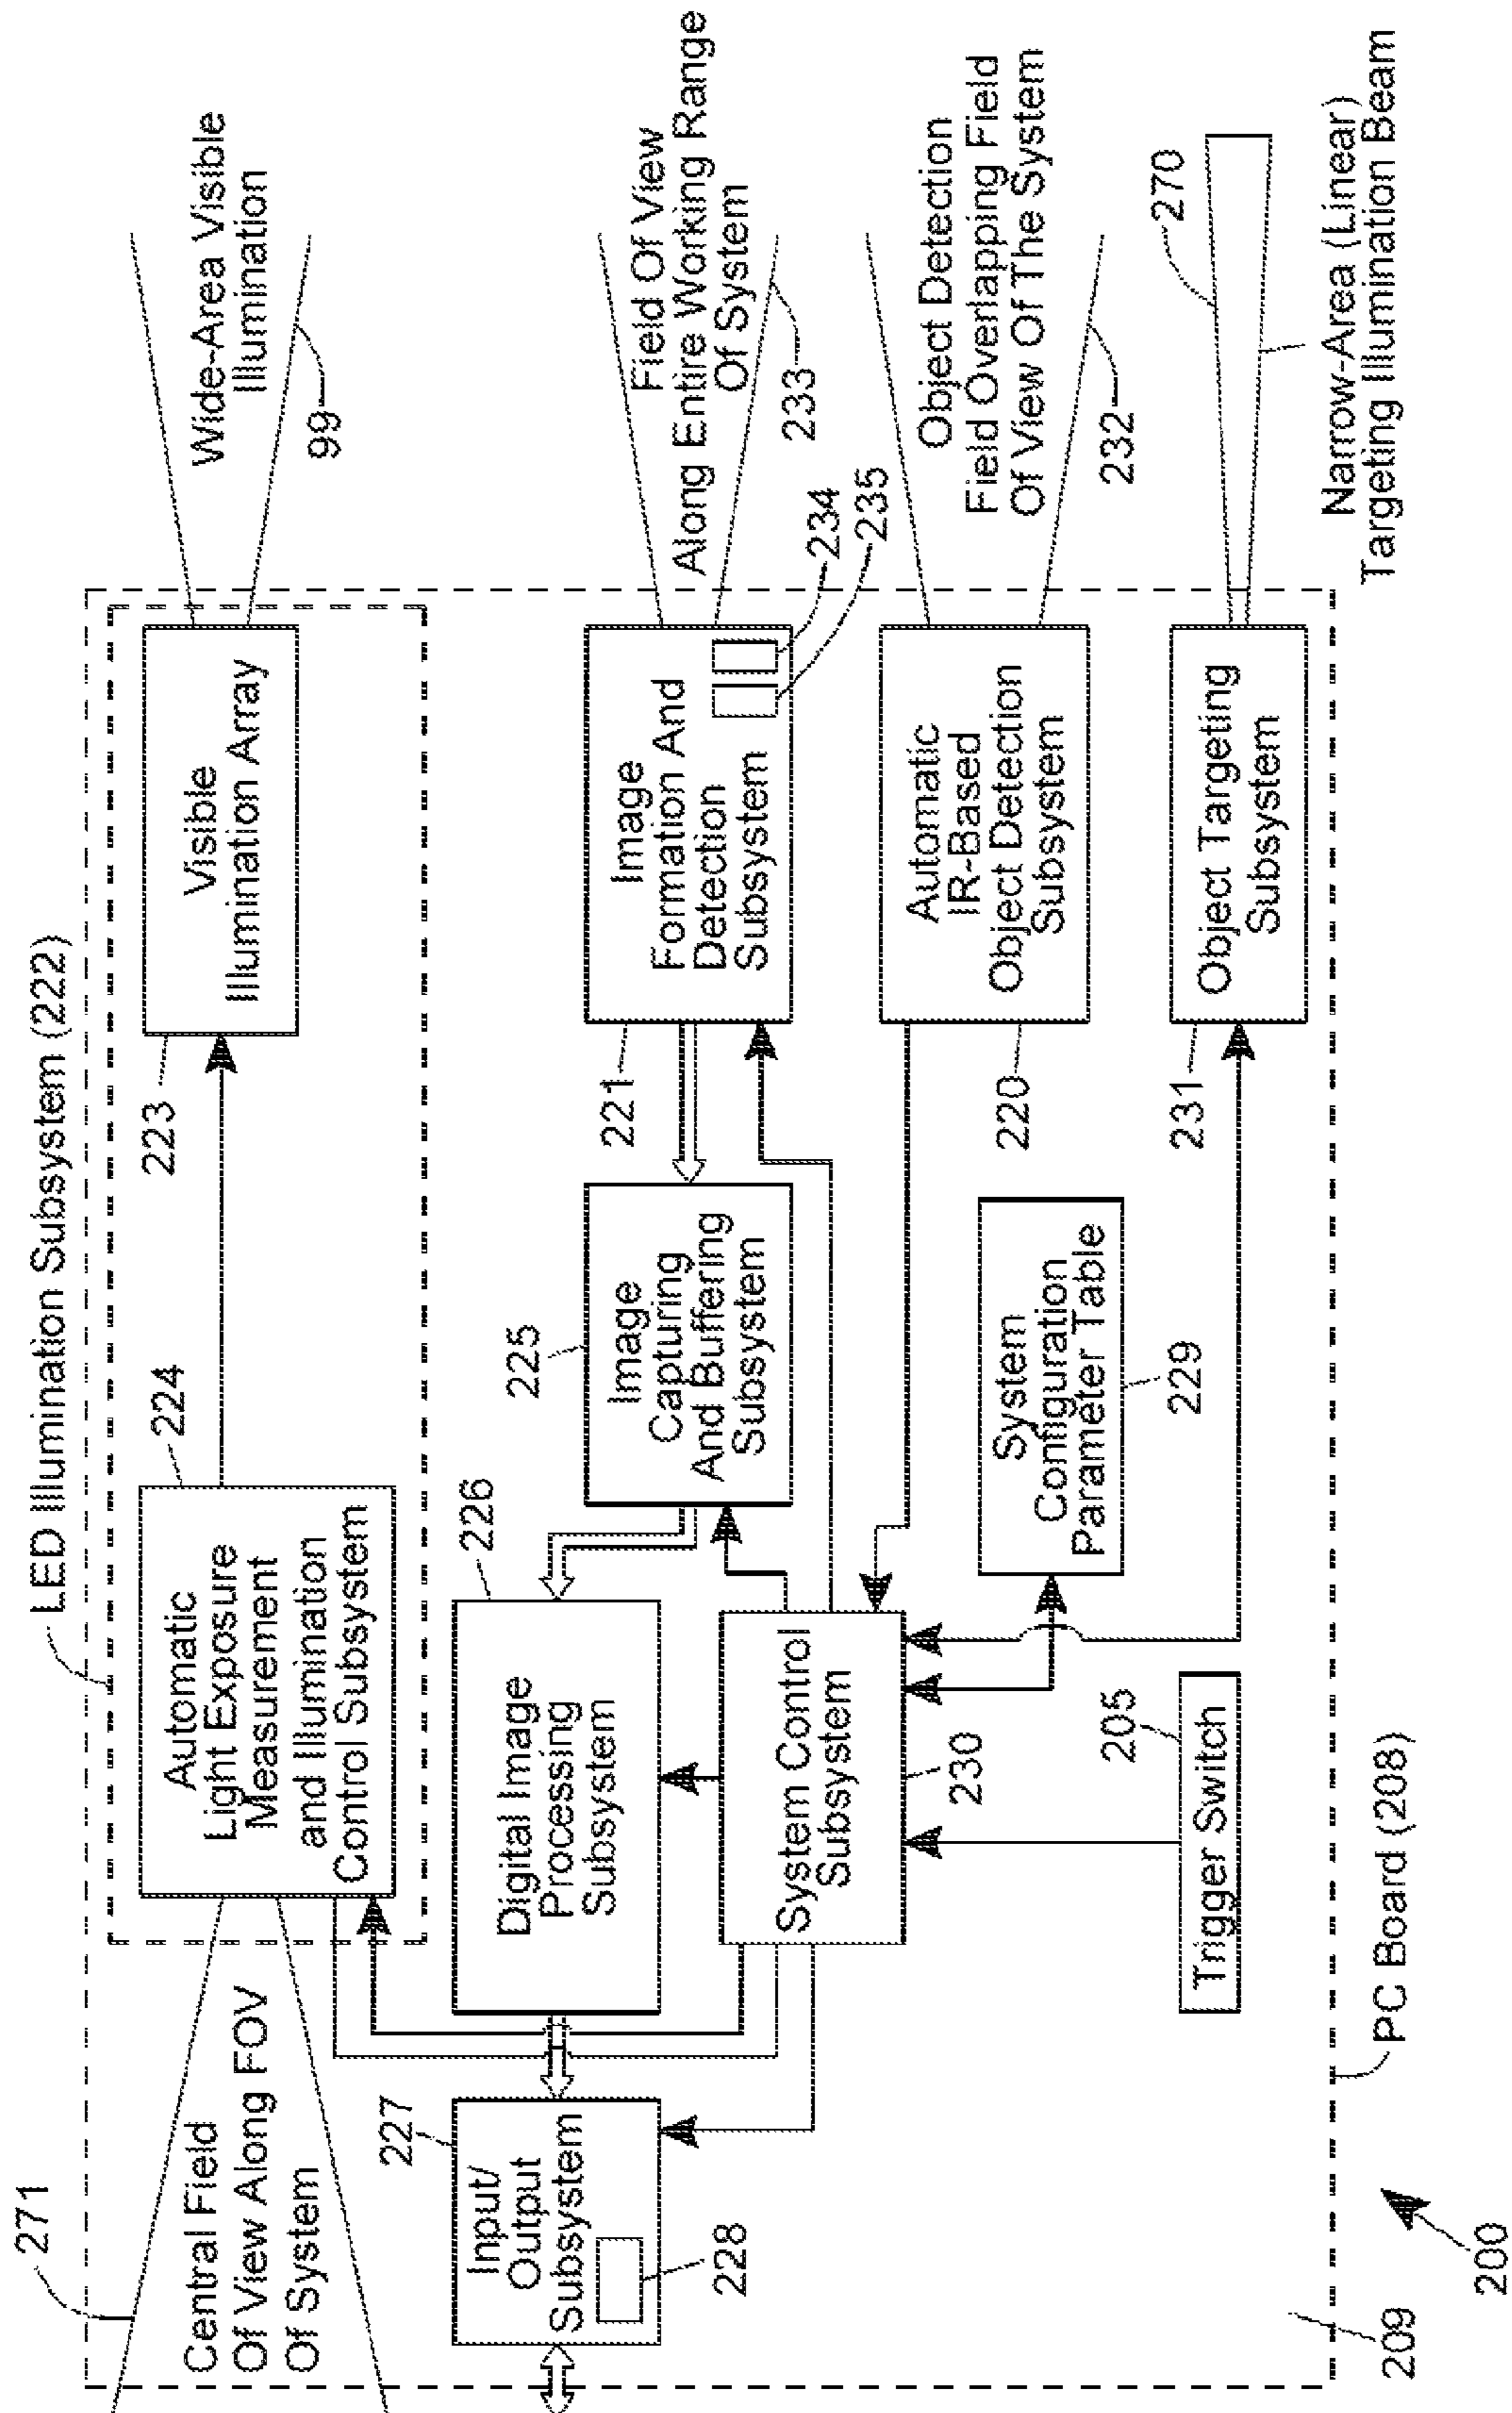 LED Illumination Subsystem (222)
271
Central Field
Of View Along FOV
Of System
224
Automatic
Light Exposure
Measurement
and Illumination
Control Subsystem
223
Visible
Illumination Array
Wide-Area Visible
Illumination
99
227
Input/
Output
Subsystem
228
226
Digital Image
Processing
Subsystem
225
Image
Capturing
And Buffering
Subsystem
221
Image
Formation And
Detection
Subsystem
234
235
Field Of View
Along Entire Working Range
Of System
233
System Control
Subsystem
230
220
Automatic
IR-Based
Object Detection
Subsystem
Object Detection
Field Overlapping Field
Of View Of The System
232
System
Configuration
Parameter Table
229
205
Trigger Switch
231
Object Targeting
Subsystem
270
Narrow-Area (Linear)
Targeting Illumination Beam
PC Board (208)
209
200